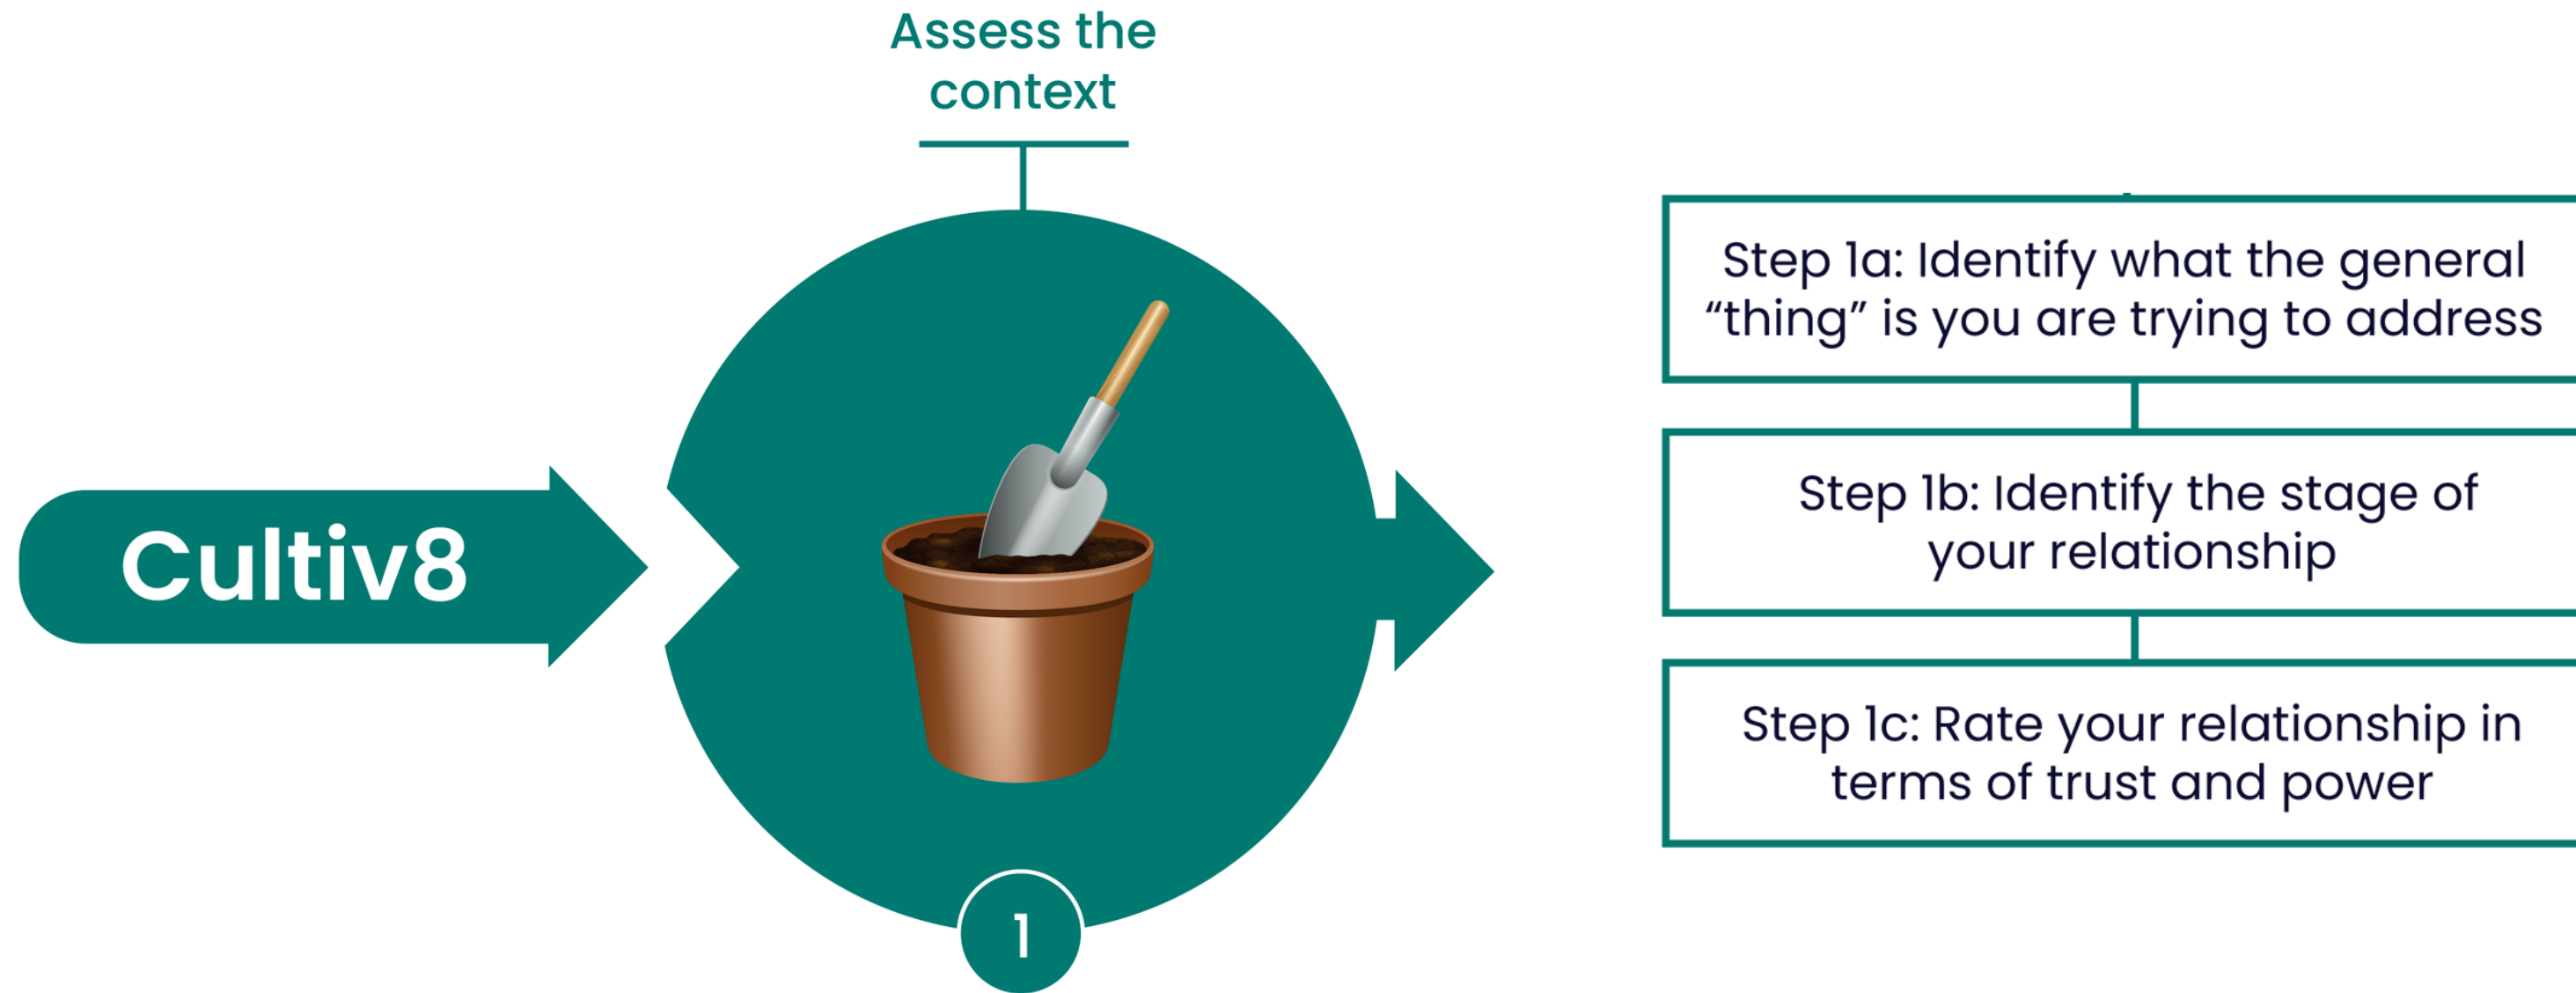 Assess the
context
Cultiv8
1
Step 1a: Identify what the general
“thing” is you are trying to address
Step 1b: Identify the stage of
your relationship
Step 1c: Rate your relationship in
terms of trust and power